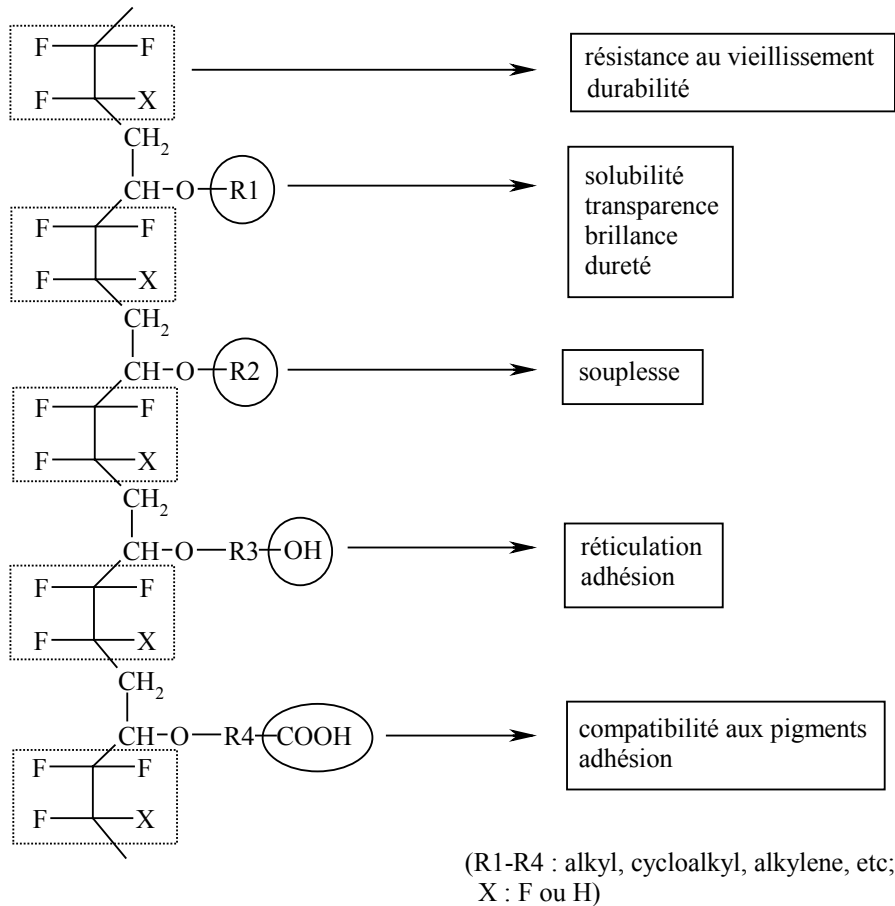 F F
F X
résistance au vieillissement
durabilité
CH2
CH O R1
solubilité
transparence
brillance
dureté
F F
F X
CH2
CH O R2
souplesse
F F
F X
CH2
CH O R3 OH
réticulation
adhésion
F F
F X
CH2
CH O R4 COOH
compatibilité aux pigments
adhésion
F F
F X
(R1-R4 : alkyl, cycloalkyl, alkylene, etc;
X : F ou H)